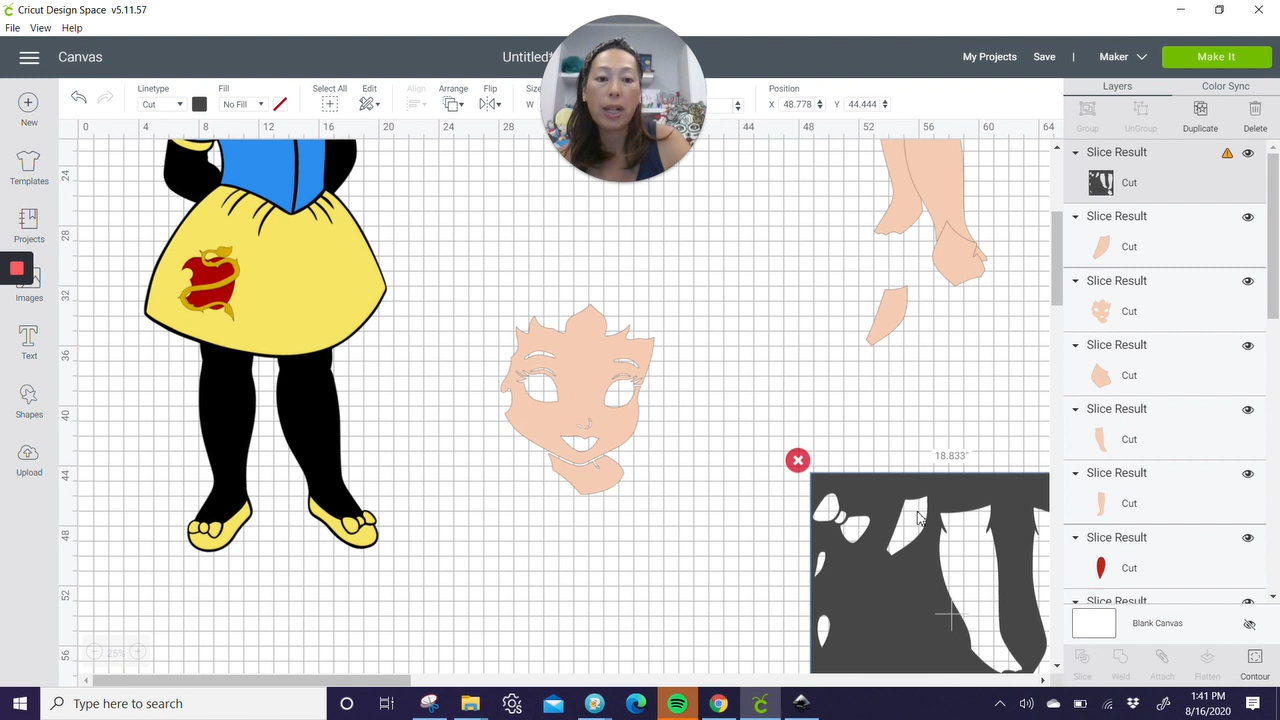 Cricut Design Space v5.11.57
File View Help
Canvas
Untitled*
My Projects Save | Maker Make It
Linetype Fill Select All Edit Align Arrange Flip Size Position
Cut No Fill W X 48.778 Y 44.444
Layers Color Sync
Group UnGroup Duplicate Delete
0 4 8 12 16 20 24 28 44 48 52 56 60 64
24
28
32
36
40
44
48
52
56
New
Templates
Projects
Images
Text
Shapes
Upload
18.833"
25%
Slice Result
Cut
Slice Result
Cut
Slice Result
Cut
Slice Result
Cut
Slice Result
Cut
Slice Result
Cut
Slice Result
Cut
Slice Result
Blank Canvas
Slice Weld Attach Flatten Contour
Type here to search
1:41 PM
8/16/2020